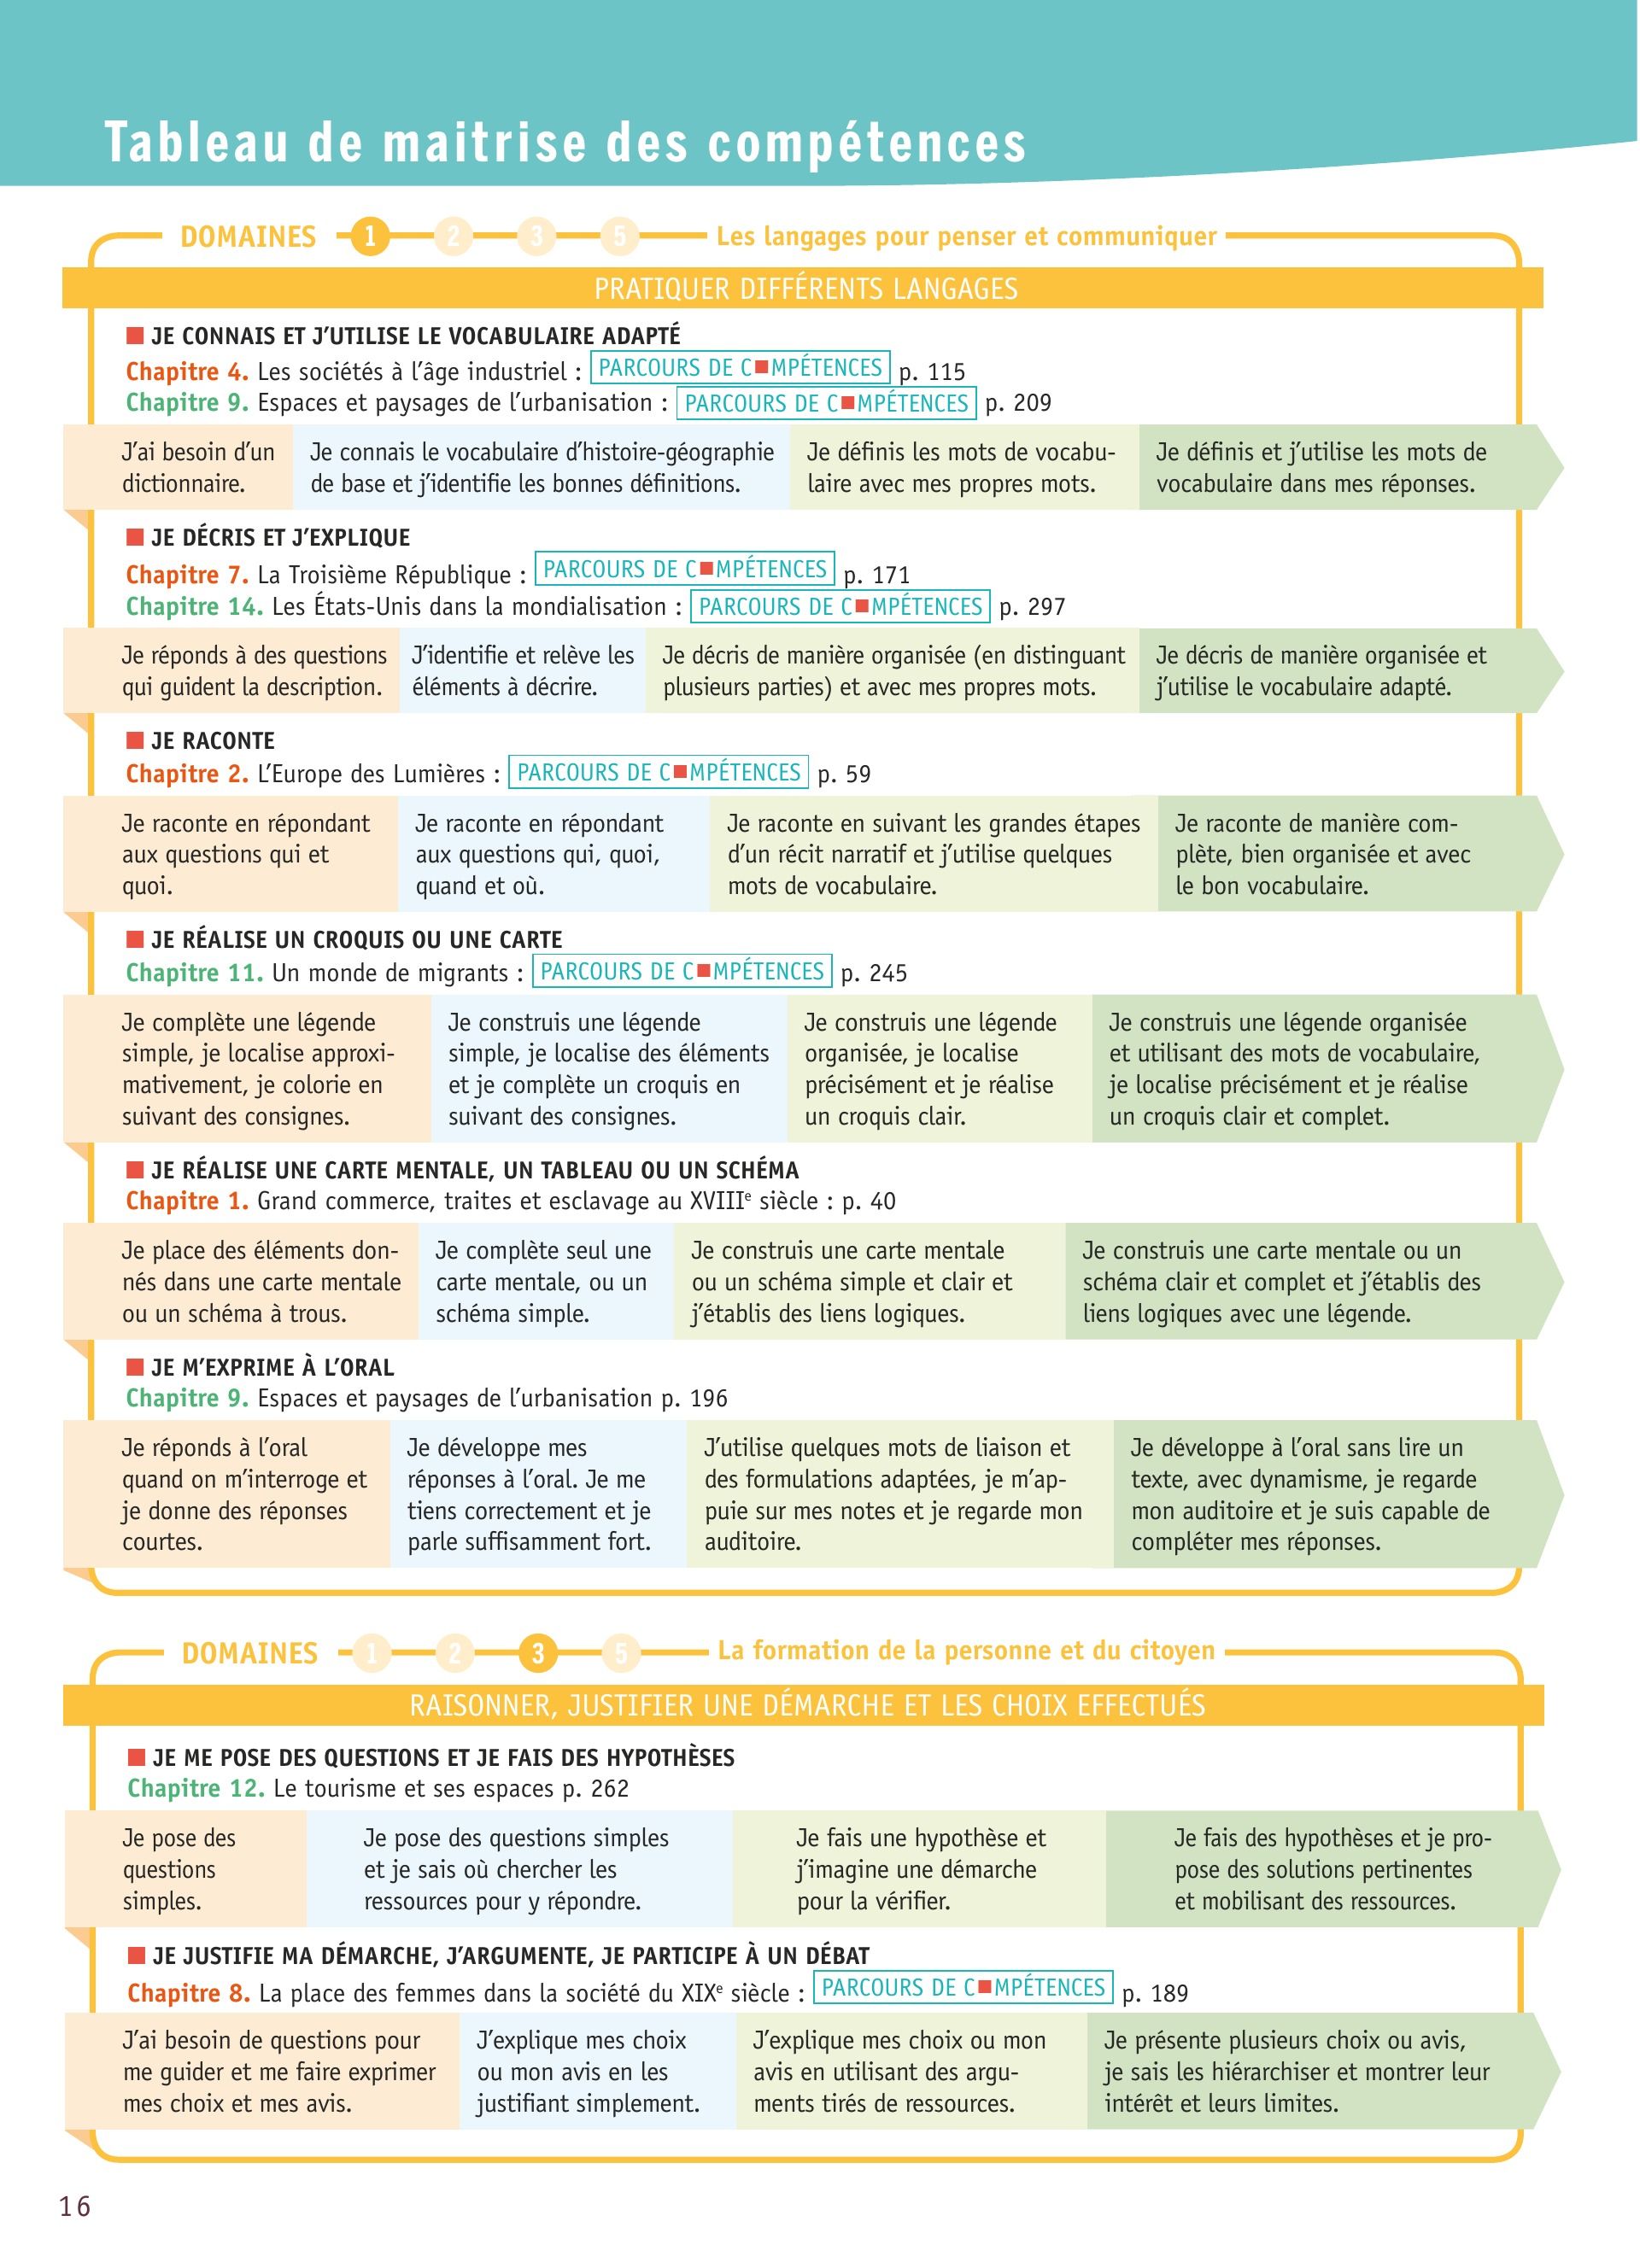 Tableau de maitrise des compétences
DOMAINES 1 2 3 5 Les langages pour penser et communiquer
PRATIQUER DIFFÉRENTS LANGAGES
■ JE CONNAIS ET J'UTILISE LE VOCABULAIRE ADAPTÉ
Chapitre 4. Les sociétés à l'âge industriel : PARCOURS DE C■MPÉTENCES p. 115
Chapitre 9. Espaces et paysages de l'urbanisation : PARCOURS DE C■MPÉTENCES p. 209
J'ai besoin d'un
dictionnaire.
Je connais le vocabulaire d'histoire-géographie
de base et j'identifie les bonnes définitions.
Je définis les mots de vocabu-
laire avec mes propres mots.
Je définis et j'utilise les mots de
vocabulaire dans mes réponses.
■ JE DÉCRIS ET J'EXPLIQUE
Chapitre 7. La Troisième République : PARCOURS DE C■MPÉTENCES p. 171
Chapitre 14. Les États-Unis dans la mondialisation : PARCOURS DE C■MPÉTENCES p. 297
Je réponds à des questions
qui guident la description.
J'identifie et relève les
éléments à décrire.
Je décris de manière organisée (en distinguant
plusieurs parties) et avec mes propres mots.
Je décris de manière organisée et
j'utilise le vocabulaire adapté.
■ JE RACONTE
Chapitre 2. L'Europe des Lumières : PARCOURS DE C■MPÉTENCES p. 59
Je raconte en répondant
aux questions qui et
quoi.
Je raconte en répondant
aux questions qui, quoi,
quand et où.
Je raconte en suivant les grandes étapes
d'un récit narratif et j'utilise quelques
mots de vocabulaire.
Je raconte de manière com-
plète, bien organisée et avec
le bon vocabulaire.
■ JE RÉALISE UN CROQUIS OU UNE CARTE
Chapitre 11. Un monde de migrants : PARCOURS DE C■MPÉTENCES p. 245
Je complète une légende
simple, je localise approxi-
mativement, je colorie en
suivant des consignes.
Je construis une légende
simple, je localise des éléments
et je complète un croquis en
suivant des consignes.
Je construis une légende
organisée, je localise
précisément et je réalise
un croquis clair.
Je construis une légende organisée
et utilisant des mots de vocabulaire,
je localise précisément et je réalise
un croquis clair et complet.
■ JE RÉALISE UNE CARTE MENTALE, UN TABLEAU OU UN SCHÉMA
Chapitre 1. Grand commerce, traites et esclavage au XVIIIe siècle : p. 40
Je place des éléments don-
nés dans une carte mentale
ou un schéma à trous.
Je complète seul une
carte mentale, ou un
schéma simple.
Je construis une carte mentale
ou un schéma simple et clair et
j'établis des liens logiques.
Je construis une carte mentale ou un
schéma clair et complet et j'établis des
liens logiques avec une légende.
■ JE M'EXPRIME À L'ORAL
Chapitre 9. Espaces et paysages de l'urbanisation p. 196
Je réponds à l'oral
quand on m'interroge et
je donne des réponses
courtes.
Je développe mes
réponses à l'oral. Je me
tiens correctement et je
parle suffisamment fort.
J'utilise quelques mots de liaison et
des formulations adaptées, je m'ap-
puie sur mes notes et je regarde mon
auditoire.
Je développe à l'oral sans lire un
texte, avec dynamisme, je regarde
mon auditoire et je suis capable de
compléter mes réponses.
DOMAINES 1 2 3 5 La formation de la personne et du citoyen
RAISONNER, JUSTIFIER UNE DÉMARCHE ET LES CHOIX EFFECTUÉS
■ JE ME POSE DES QUESTIONS ET JE FAIS DES HYPOTHÈSES
Chapitre 12. Le tourisme et ses espaces p. 262
Je pose des
questions
simples.
Je pose des questions simples
et je sais où chercher les
ressources pour y répondre.
Je fais une hypothèse et
j'imagine une démarche
pour la vérifier.
Je fais des hypothèses et je pro-
pose des solutions pertinentes
et mobilisant des ressources.
■ JE JUSTIFIE MA DÉMARCHE, J'ARGUMENTE, JE PARTICIPE À UN DÉBAT
Chapitre 8. La place des femmes dans la société du XIXe siècle : PARCOURS DE C■MPÉTENCES p. 189
J'ai besoin de questions pour
me guider et me faire exprimer
mes choix et mes avis.
J'explique mes choix
ou mon avis en les
justifiant simplement.
J'explique mes choix ou mon
avis en utilisant des argu-
ments tirés de ressources.
Je présente plusieurs choix ou avis,
je sais les hiérarchiser et montrer leur
intérêt et leurs limites.
16